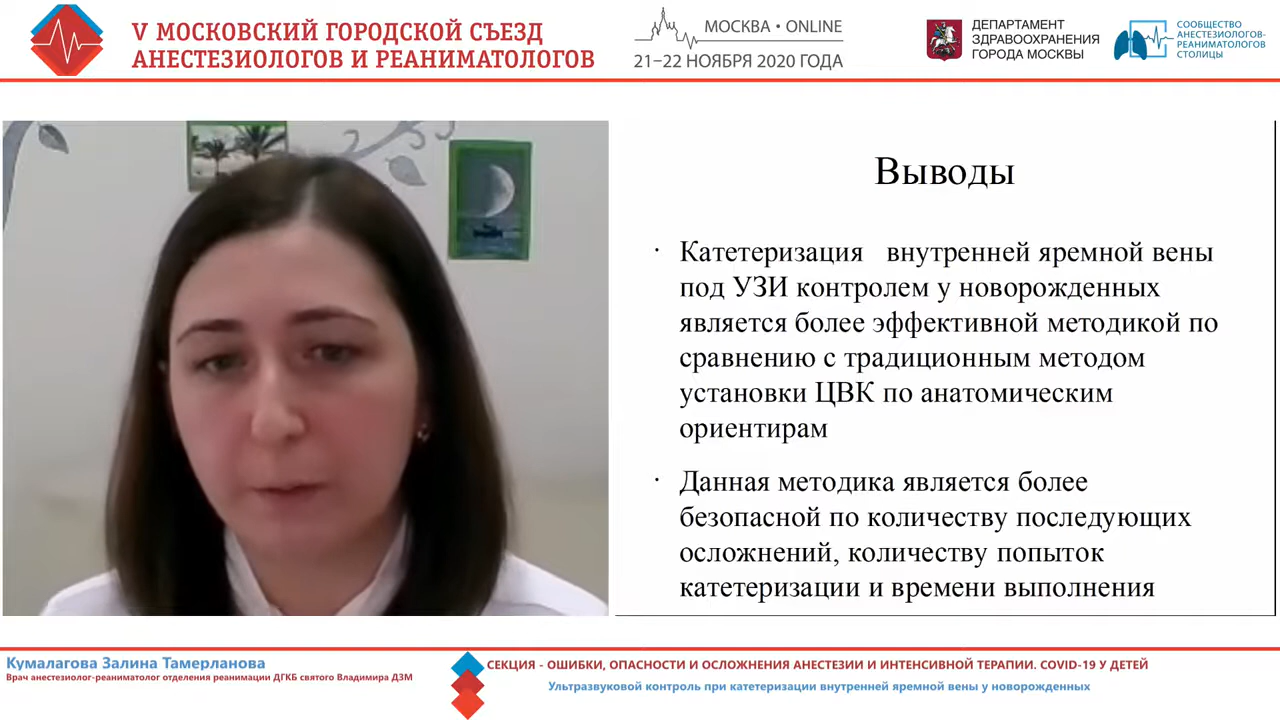 V МОСКОВСКИЙ ГОРОДСКОЙ СЪЕЗД
АНЕСТЕЗИОЛОГОВ И РЕАНИМАТОЛОГОВ
МОСКВА • ONLINE
21–22 НОЯБРЯ 2020 ГОДА
ДЕПАРТАМЕНТ
ЗДРАВООХРАНЕНИЯ
ГОРОДА МОСКВЫ
СООБЩЕСТВО
АНЕСТЕЗИОЛОГОВ-
РЕАНИМАТОЛОГОВ
СТОЛИЦЫ
Выводы
· Катетеризация внутренней яремной вены
под УЗИ контролем у новорожденных
является более эффективной методикой по
сравнению с традиционным методом
установки ЦВК по анатомическим
ориентирам
· Данная методика является более
безопасной по количеству последующих
осложнений, количеству попыток
катетеризации и времени выполнения
Кумалагова Залина Тамерланова
Врач анестезиолог-реаниматолог отделения реанимации ДГКБ святого Владимира ДЗМ
СЕКЦИЯ - ОШИБКИ, ОПАСНОСТИ И ОСЛОЖНЕНИЯ АНЕСТЕЗИИ И ИНТЕНСИВНОЙ ТЕРАПИИ. COVID-19 У ДЕТЕЙ
Ультразвуковой контроль при катетеризации внутренней яремной вены у новорожденных